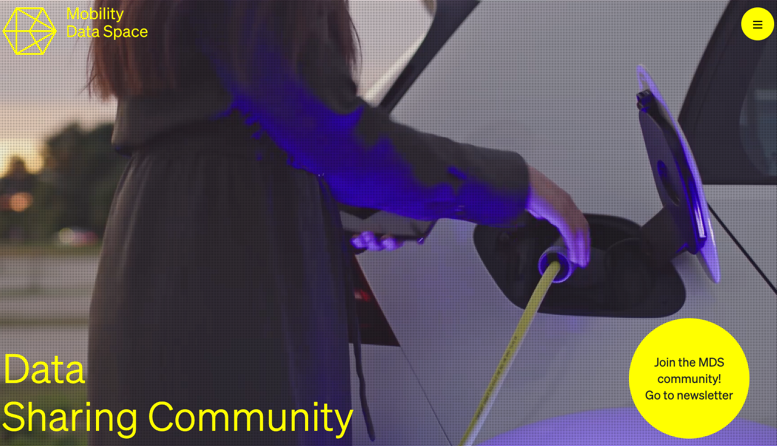 Mobility
Data Space
Data
Sharing Community
Join the MDS
community!
Go to newsletter